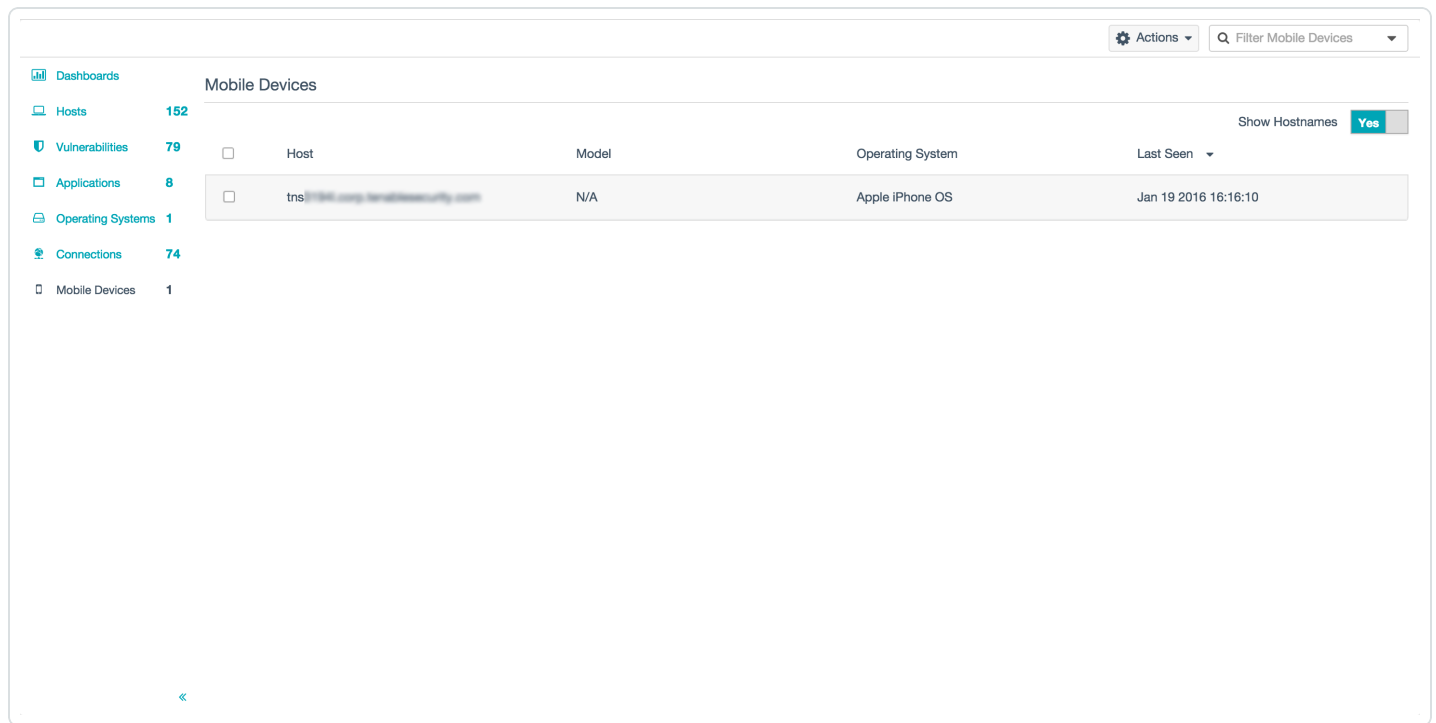 Actions
Filter Mobile Devices
Dashboards
Mobile Devices
Hosts 152
Show Hostnames Yes
Vulnerabilities 79
Host Model Operating System Last Seen
Applications 8
tns N/A Apple iPhone OS Jan 19 2016 16:16:10
Operating Systems 1
Connections 74
Mobile Devices 1